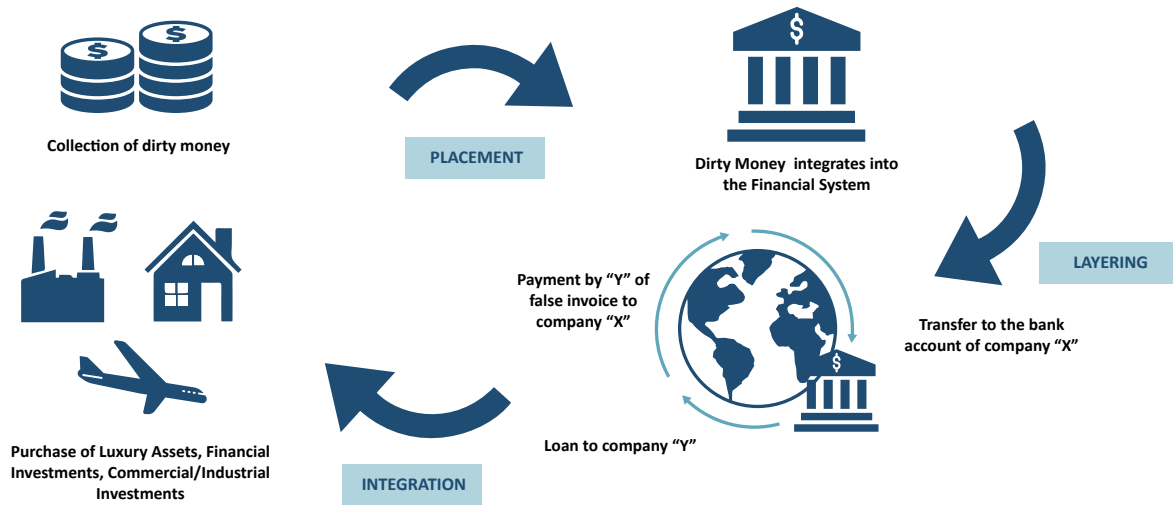 $
$
$
Collection of dirty money
PLACEMENT
Dirty Money integrates into
the Financial System
LAYERING
Transfer to the bank
account of company “X”
Payment by “Y” of
false invoice to
company “X”
$
Loan to company “Y”
INTEGRATION
Purchase of Luxury Assets, Financial
Investments, Commercial/Industrial
Investments